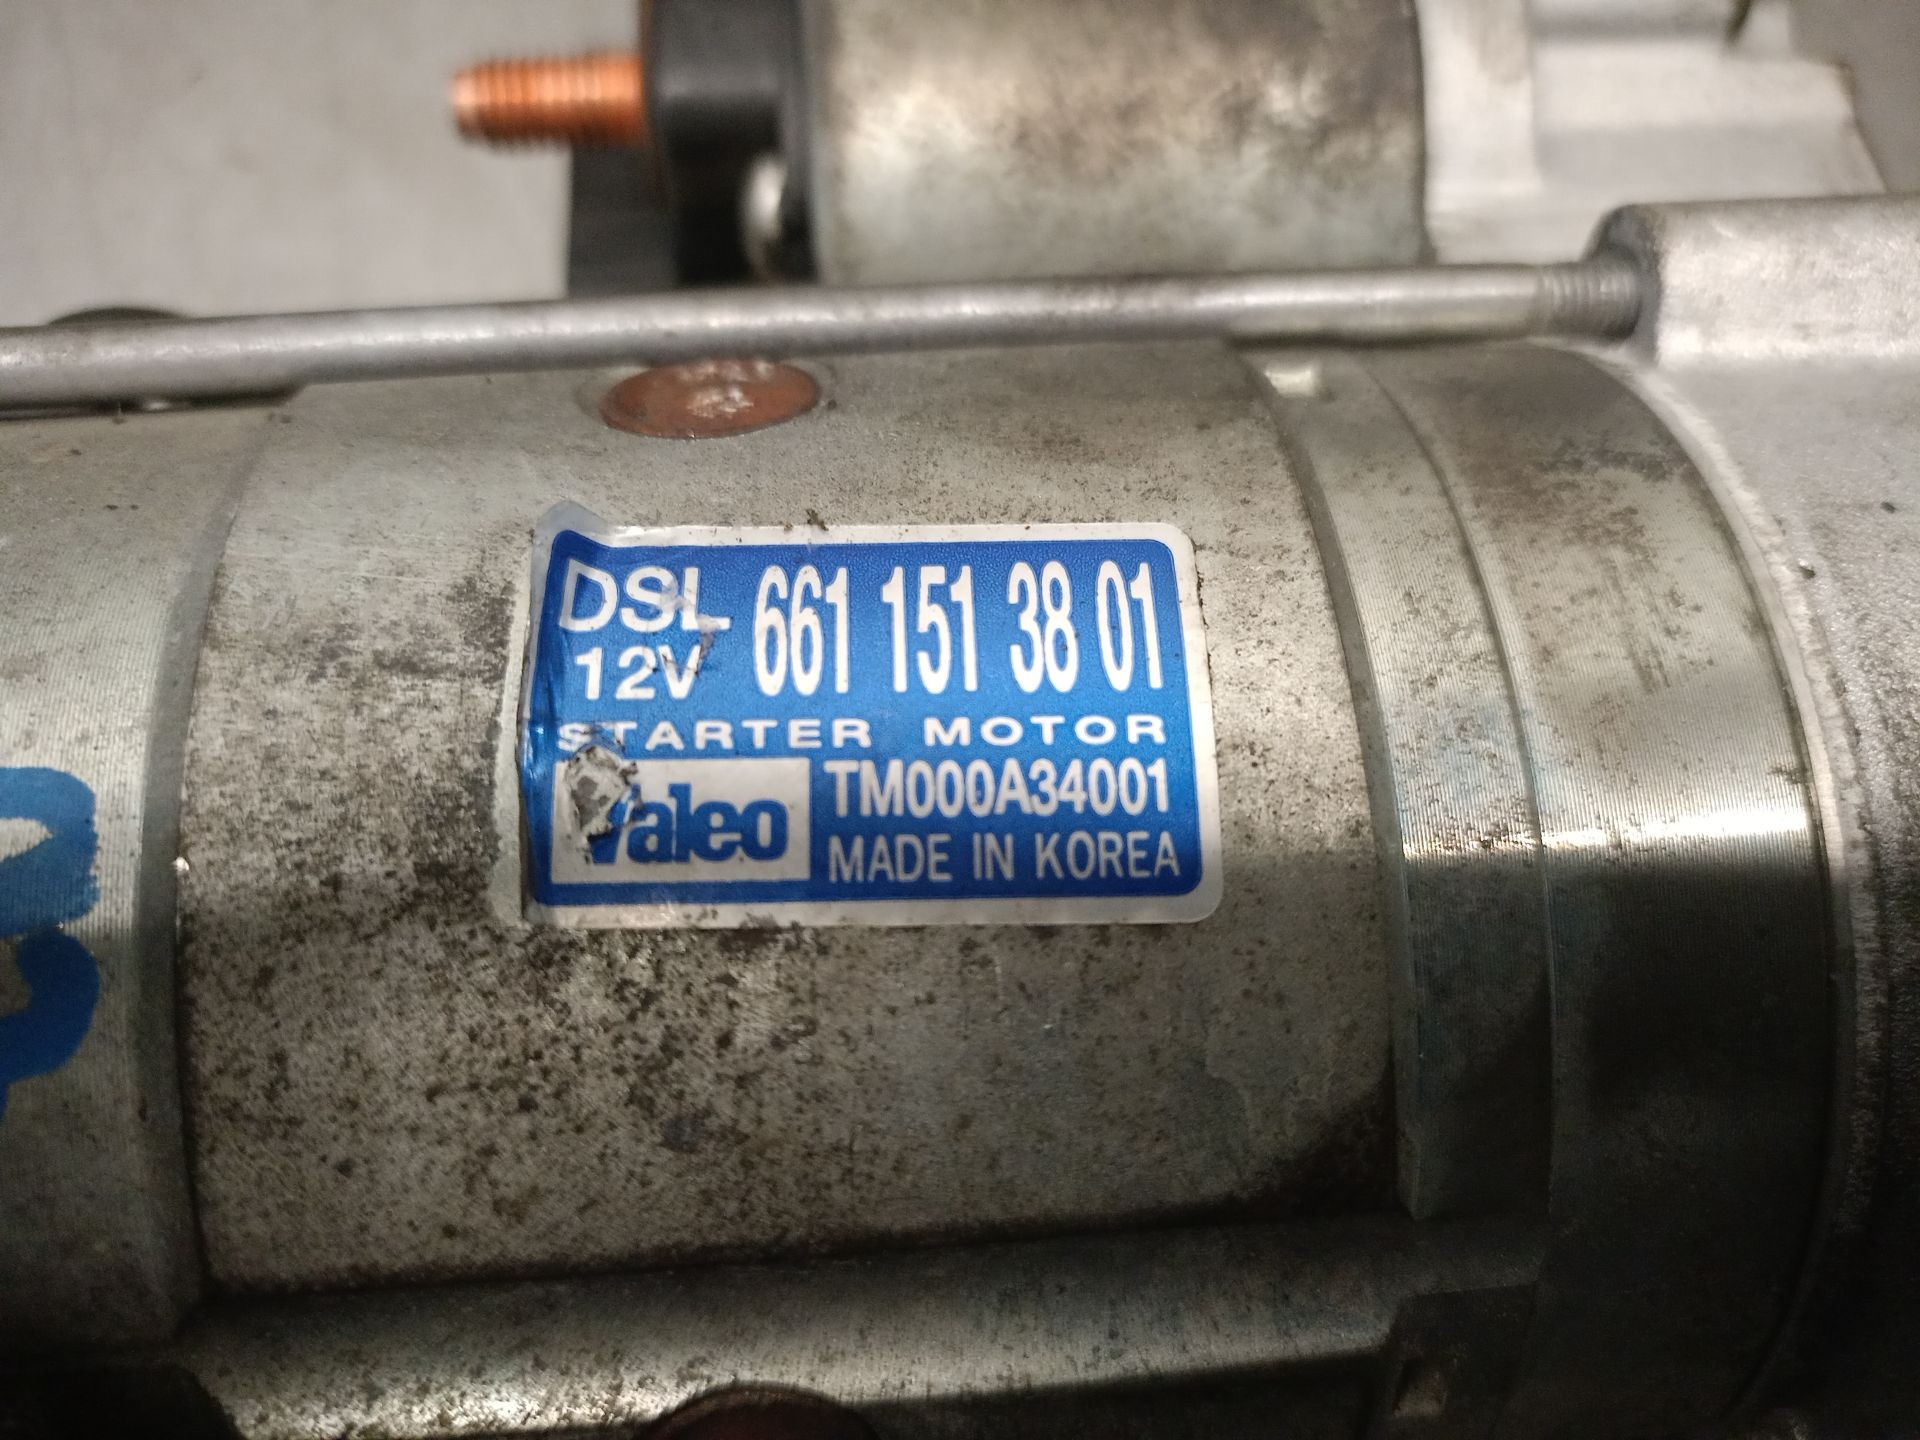 DSL 661 151 38 01
12V
STARTER MOTOR
Valeo TM000A34001
MADE IN KOREA